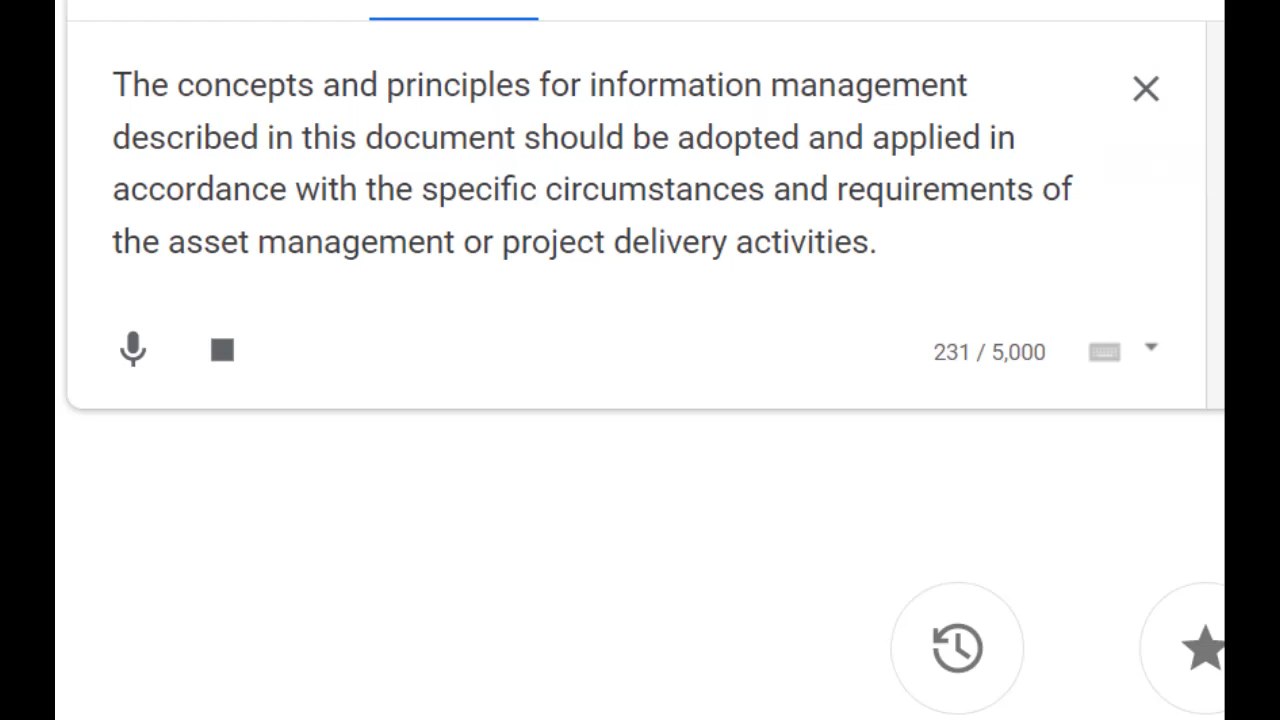 The concepts and principles for information management
described in this document should be adopted and applied in
accordance with the specific circumstances and requirements of
the asset management or project delivery activities.
231 / 5,000